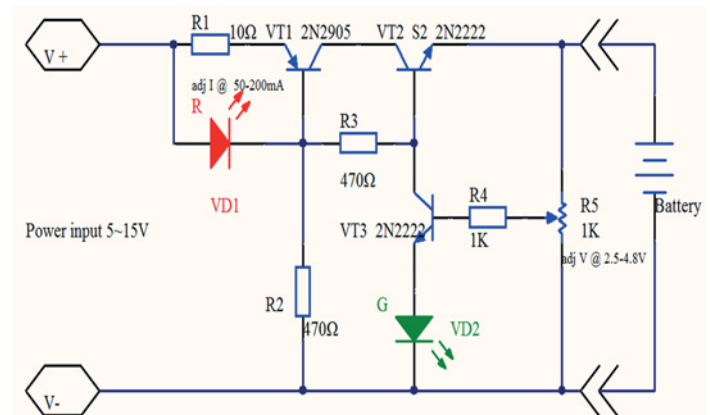 R1
10Ω
VT1 2N2905
VT2 S2 2N2222
V +
adj I @ 50-200mA
R
R3
470Ω
VD1
R4
1K
R5
1K
Battery
Power input 5~15V
VT3 2N2222
adj V @ 2.5-4.8V
R2
470Ω
G
VD2
V-